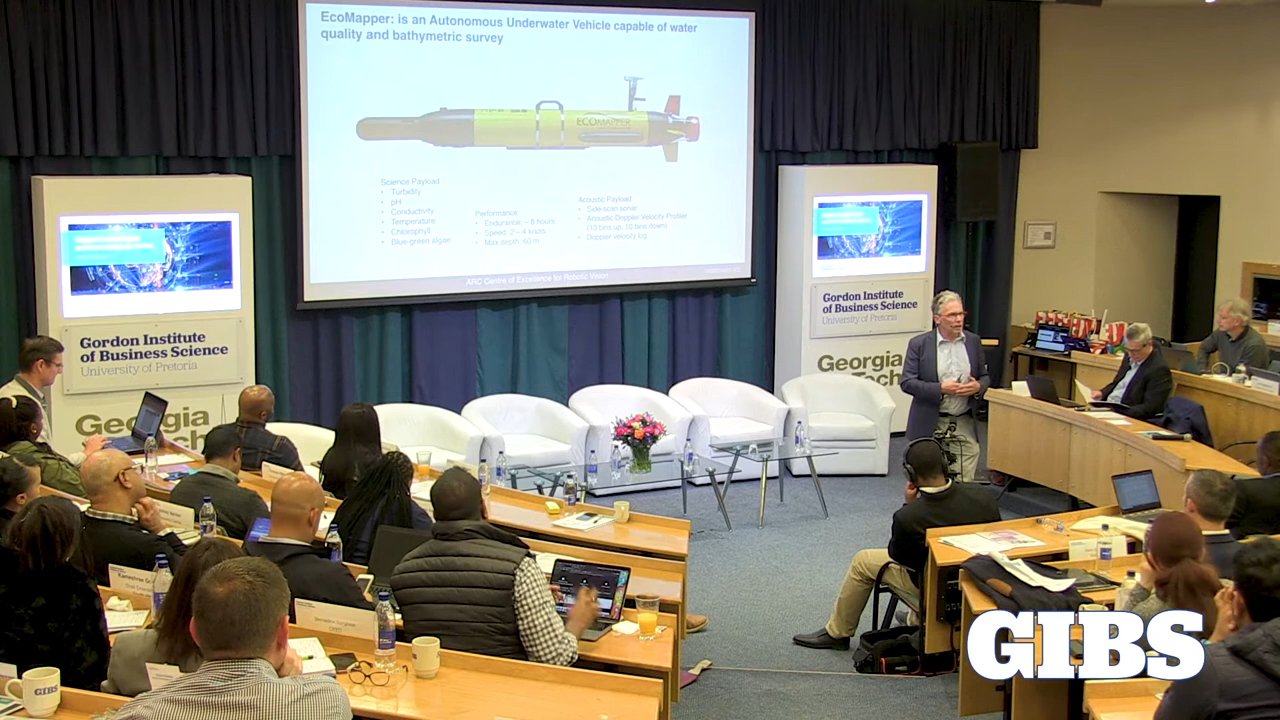 EcoMapper: is an Autonomous Underwater Vehicle capable of water
quality and bathymetric survey
ECOMAPPER
Science Payload
• Turbidity
• pH
• Conductivity
• Temperature
• Chlorophyll
• Blue-green algae
Performance
• Endurance: ~ 8 hours
• Speed: 2 – 4 knots
• Max depth: 60 m
Acoustic Payload
• Side-scan sonar
• Acoustic Doppler Velocity Profiler
(10 bins up, 10 bins down)
• Doppler velocity log
ARC Centre of Excellence for Robotic Vision
Gordon Institute
of Business Science
University of Pretoria
Georgia
Gordon Institute
of Business Science
University of Pretoria
Georgia
Tech
GIBS
GIBS